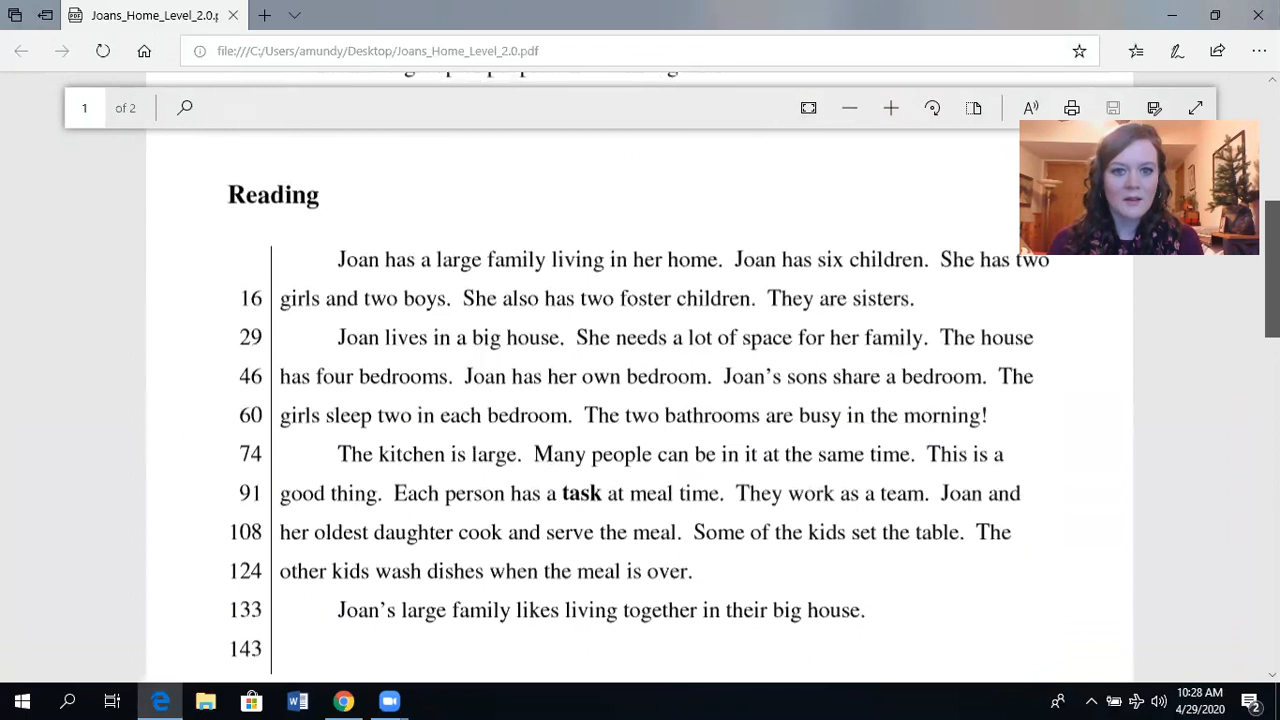 Joans_Home_Level_2.0.p
file:///C:/Users/amundy/Desktop/Joans_Home_Level_2.0.pdf
1 of 2
Reading
Joan has a large family living in her home. Joan has six children. She has two
16 girls and two boys. She also has two foster children. They are sisters.
29 Joan lives in a big house. She needs a lot of space for her family. The house
46 has four bedrooms. Joan has her own bedroom. Joan's sons share a bedroom. The
60 girls sleep two in each bedroom. The two bathrooms are busy in the morning!
74 The kitchen is large. Many people can be in it at the same time. This is a
91 good thing. Each person has a task at meal time. They work as a team. Joan and
108 her oldest daughter cook and serve the meal. Some of the kids set the table. The
124 other kids wash dishes when the meal is over.
133 Joan's large family likes living together in their big house.
143
10:28 AM
4/29/2020
2